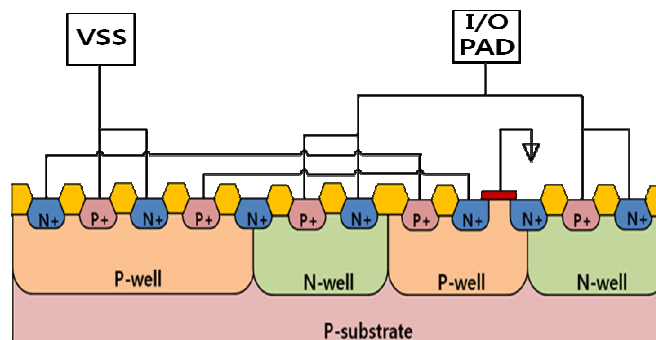 VSS
I/O
PAD
N+ P+ N+ P+ N+ P+ N+ P+ N+ N+ P+ N+
P-well N-well P-well N-well
P-substrate